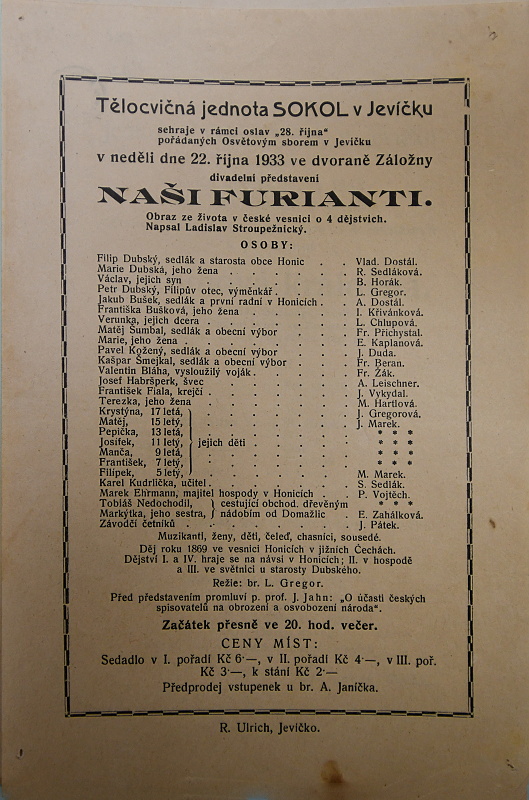 Tělocvičná jednota SOKOL v Jevíčku
sehraje v rámci oslav „28. října"
pořádaných Osvětovým sborem v Jevíčku
v neděli dne 22. října 1933 ve dvoraně Záložny
divadelní představení
NAŠI FURIANTI.
Obraz ze života v české vesnici o 4 dějstvích.
Napsal Ladislav Stroupežnický.
OSOBY:
Filip Dubský, sedlák a starosta obce Honic . . Vlad. Dostál.
Marie Dubská, jeho žena . . . . . . R. Sedláková.
Václav, jejich syn . . . . . . . B. Horák.
Petr Dubský, Filipův otec, výměnkář . . . . L. Gregor.
Jakub Bušek, sedlák a první radní v Honicích . . A. Dostál.
Františka Bušková, jeho žena . . . . . I. Křivánková.
Verunka, jejich dcera . . . . . . . L. Chlupová.
Matěj Šumbal, sedlák a obecní výbor . . . Fr. Přichystal.
Marie, jeho žena . . . . . . . . E. Kaplanová.
Pavel Kožený, sedlák a obecní výbor . . . . J. Duda.
Kašpar Šmejkal, sedlák a obecní výbor . . . Fr. Beran.
Valentin Bláha, vysloužilý voják . . . . . Fr. Žák.
Josef Habršperk, švec . . . . . . A. Leischner.
František Fiala, krejčí . . . . . . . J. Vykydal.
Terezka, jeho žena . . . . . . . M. Hartlová.
Krystýna, 17 letá, . . . . . . J. Gregorová.
Matěj, 15 letý, . . . . . . J. Marek.
Pepička, 13 letá, . . . . . . * * *
Josífek, 11 letý, jejich děti . . . . . * * *
Manča, 9 letá, . . . . . . * * *
František, 7 letý, . . . . . . * * *
Filípek, 5 letý, . . . . . . M. Marek.
Karel Kudrlička, učitel . . . . . . S. Sedlák.
Marek Ehrmann, majitel hospody v Honicích . . P. Vojtěch.
Tobiáš Nedochodil, cestující obchod. dřevěným * * *
Markytka, jeho sestra, nádobím od Domažlic . E. Zahálková.
Závodčí četníků . . . . . . . J. Pátek.
Muzikanti, ženy, děti, čeleď, chasníci, sousedé.
Děj roku 1869 ve vesnici Honicích v jižních Čechách.
Dějství I. a IV. hraje se na návsi v Honicích; II. v hospodě
a III. ve světnici u starosty Dubského.
Režie: br. L. Gregor.
Před představením promluví p. prof. J. Jahn: „O účasti českých
spisovatelů na obrození a osvobození národa".
Začátek přesně ve 20. hod. večer.
CENY MÍST:
Sedadlo v I. pořadí Kč 6·—, v II. pořadí Kč 4·—, v III. poř.
Kč 3·—, k stání Kč 2·—
Předprodej vstupenek u br. A. Janíčka.
R. Ulrich, Jevíčko.